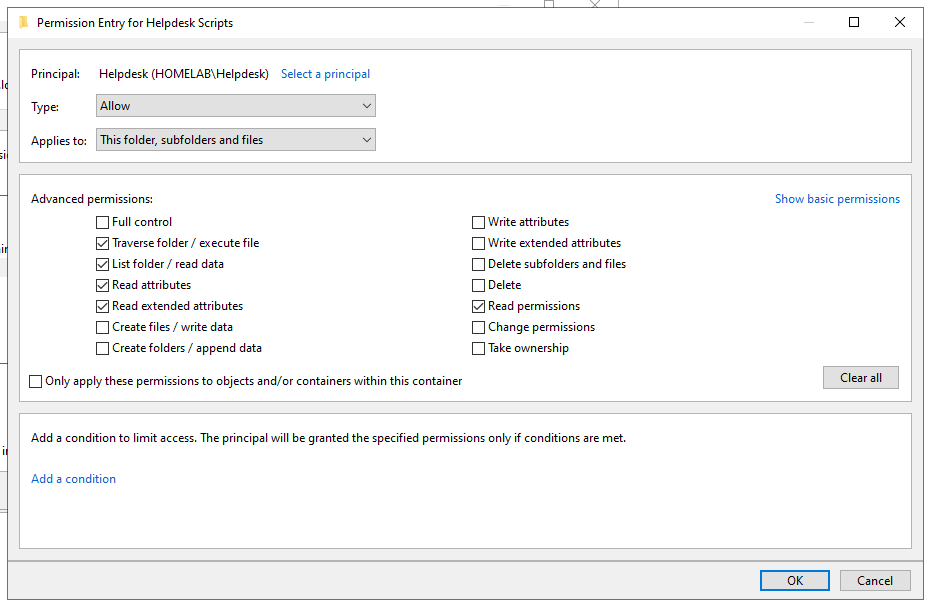 Permission Entry for Helpdesk Scripts
Principal: Helpdesk (HOMELAB\Helpdesk) Select a principal
Type: Allow
Applies to: This folder, subfolders and files
Advanced permissions: Show basic permissions
Full control Write attributes
Traverse folder / execute file Write extended attributes
List folder / read data Delete subfolders and files
Read attributes Delete
Read extended attributes Read permissions
Create files / write data Change permissions
Create folders / append data Take ownership
Only apply these permissions to objects and/or containers within this container Clear all
Add a condition to limit access. The principal will be granted the specified permissions only if conditions are met.
Add a condition
OK Cancel